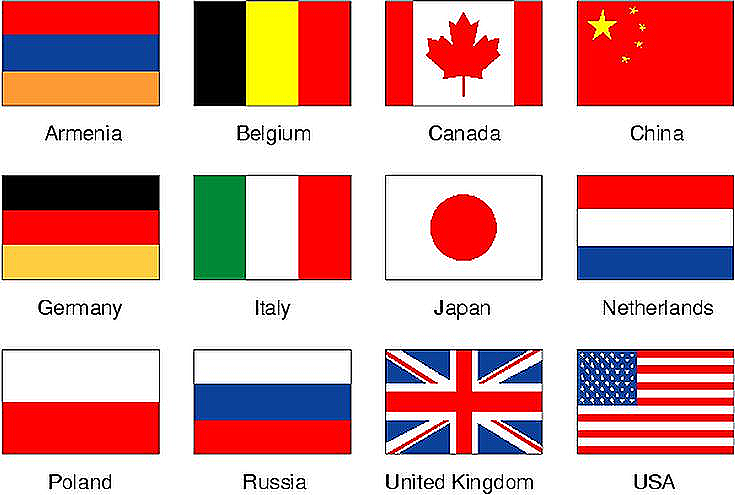 Armenia
Belgium
Canada
China
Germany
Italy
Japan
Netherlands
Poland
Russia
United Kingdom
USA